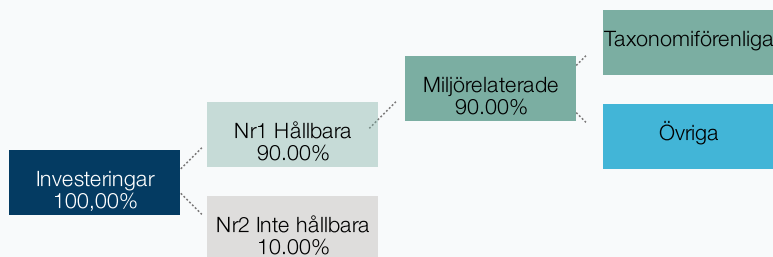 Taxonomiförenliga
Miljörelaterade
90.00%
Övriga
Nr1 Hållbara
90.00%
Investeringar
100,00%
Nr2 Inte hållbara
10.00%